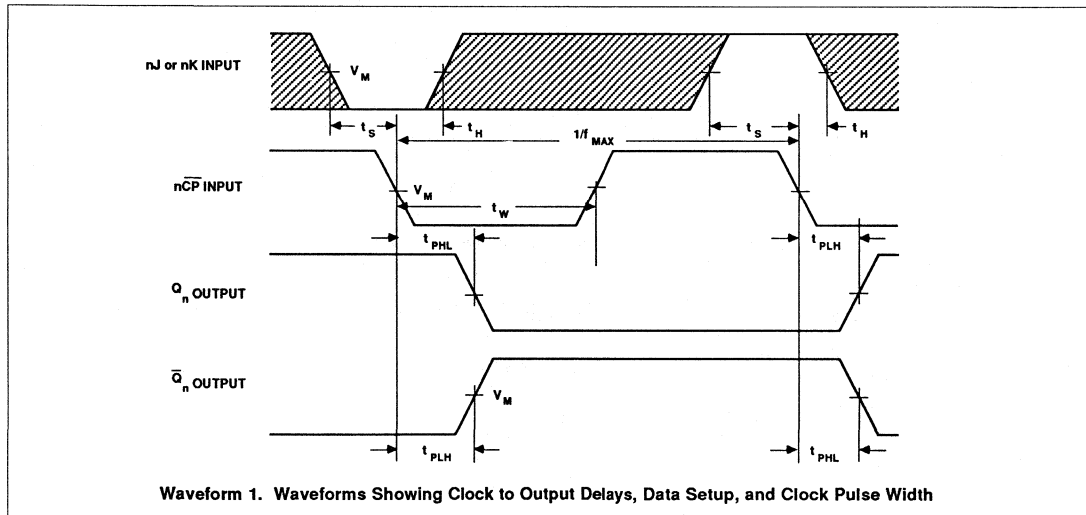 nJ or nK INPUT
V_M
t_S
t_H
t_S
t_H
1/f_MAX
nC̅P̅ INPUT
V_M
t_W
t_PHL
t_PLH
Q_n OUTPUT
Q̅_n OUTPUT
V_M
t_PLH
t_PHL
Waveform 1. Waveforms Showing Clock to Output Delays, Data Setup, and Clock Pulse Width